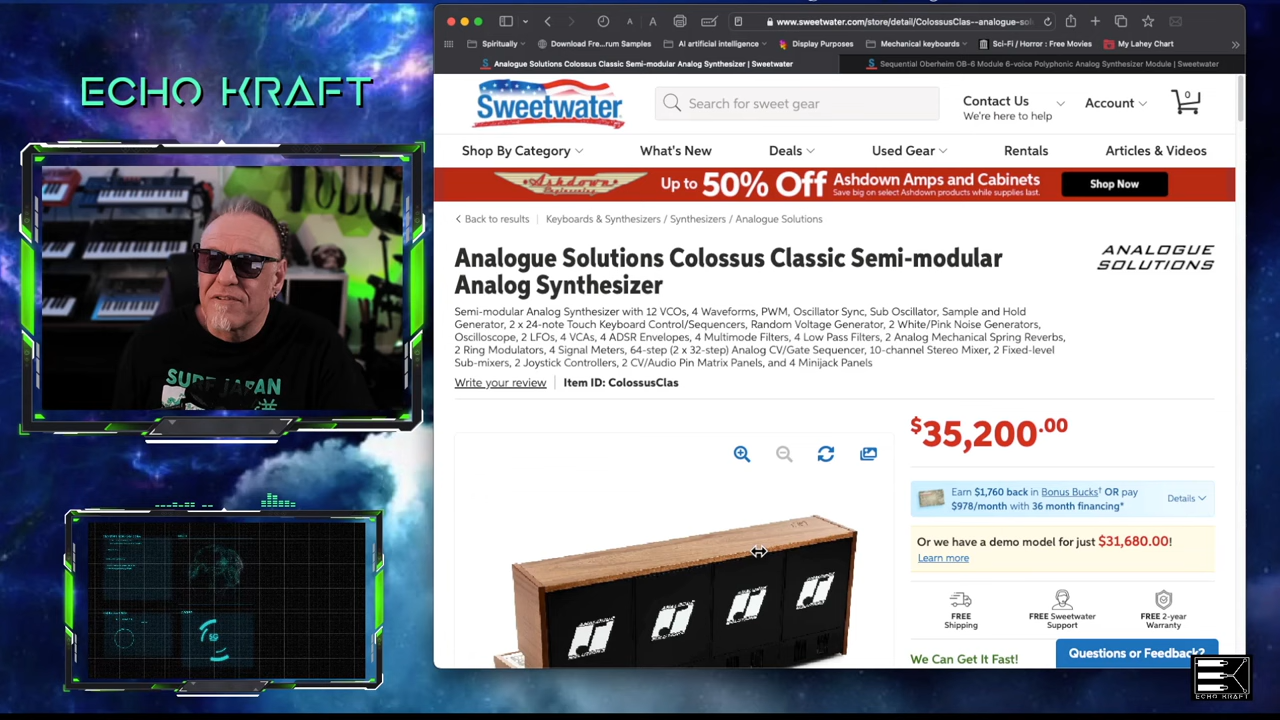 www.sweetwater.com/store/detail/ColossusClas--analogue-sol
Spiritually
Download Fre...rum Samples
AI artificial intelligence
Display Purposes
Mechanical keyboards
Sci-Fi / Horror : Free Movies
My Lahey Chart
Analogue Solutions Colossus Classic Semi-modular Analog Synthesizer | Sweetwater
Sequential Oberheim OB-6 Module 6-voice Polyphonic Analog Synthesizer Module | Sweetwater
ECHO KRAFT
Sweetwater
Search for sweet gear
Contact Us
We're here to help
Account
0
Shop By Category
What's New
Deals
Used Gear
Rentals
Articles & Videos
Ashdown
Up to 50% Off Ashdown Amps and Cabinets
Save big on select Ashdown products while supplies last.
Shop Now
Back to results
Keyboards & Synthesizers / Synthesizers / Analogue Solutions
Analogue Solutions Colossus Classic Semi-modular
Analog Synthesizer
ANALOGUE
SOLUTIONS
Semi-modular Analog Synthesizer with 12 VCOs, 4 Waveforms, PWM, Oscillator Sync, Sub Oscillator, Sample and Hold
Generator, 2 x 24-note Touch Keyboard Control/Sequencers, Random Voltage Generator, 2 White/Pink Noise Generators,
Oscilloscope, 2 LFOs, 4 VCAs, 4 ADSR Envelopes, 4 Multimode Filters, 4 Low Pass Filters, 2 Analog Mechanical Spring Reverbs,
2 Ring Modulators, 4 Signal Meters, 64-step (2 x 32-step) Analog CV/Gate Sequencer, 10-channel Stereo Mixer, 2 Fixed-level
Sub-mixers, 2 Joystick Controllers, 2 CV/Audio Pin Matrix Panels, and 4 Minijack Panels
Write your review
Item ID: ColossusClas
SURF JAPAN
$35,200.00
Earn $1,760 back in Bonus Bucks† OR pay
$978/month with 36 month financing*
Details
Or we have a demo model for just $31,680.00!
Learn more
FREE
Shipping
FREE Sweetwater
Support
FREE 2-year
Warranty
We Can Get It Fast!
Questions or Feedback?
ECHO KRAFT